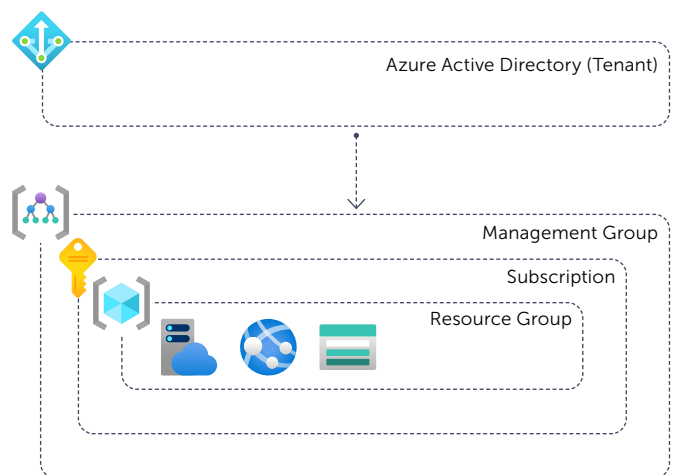 Azure Active Directory (Tenant)
Management Group
Subscription
Resource Group